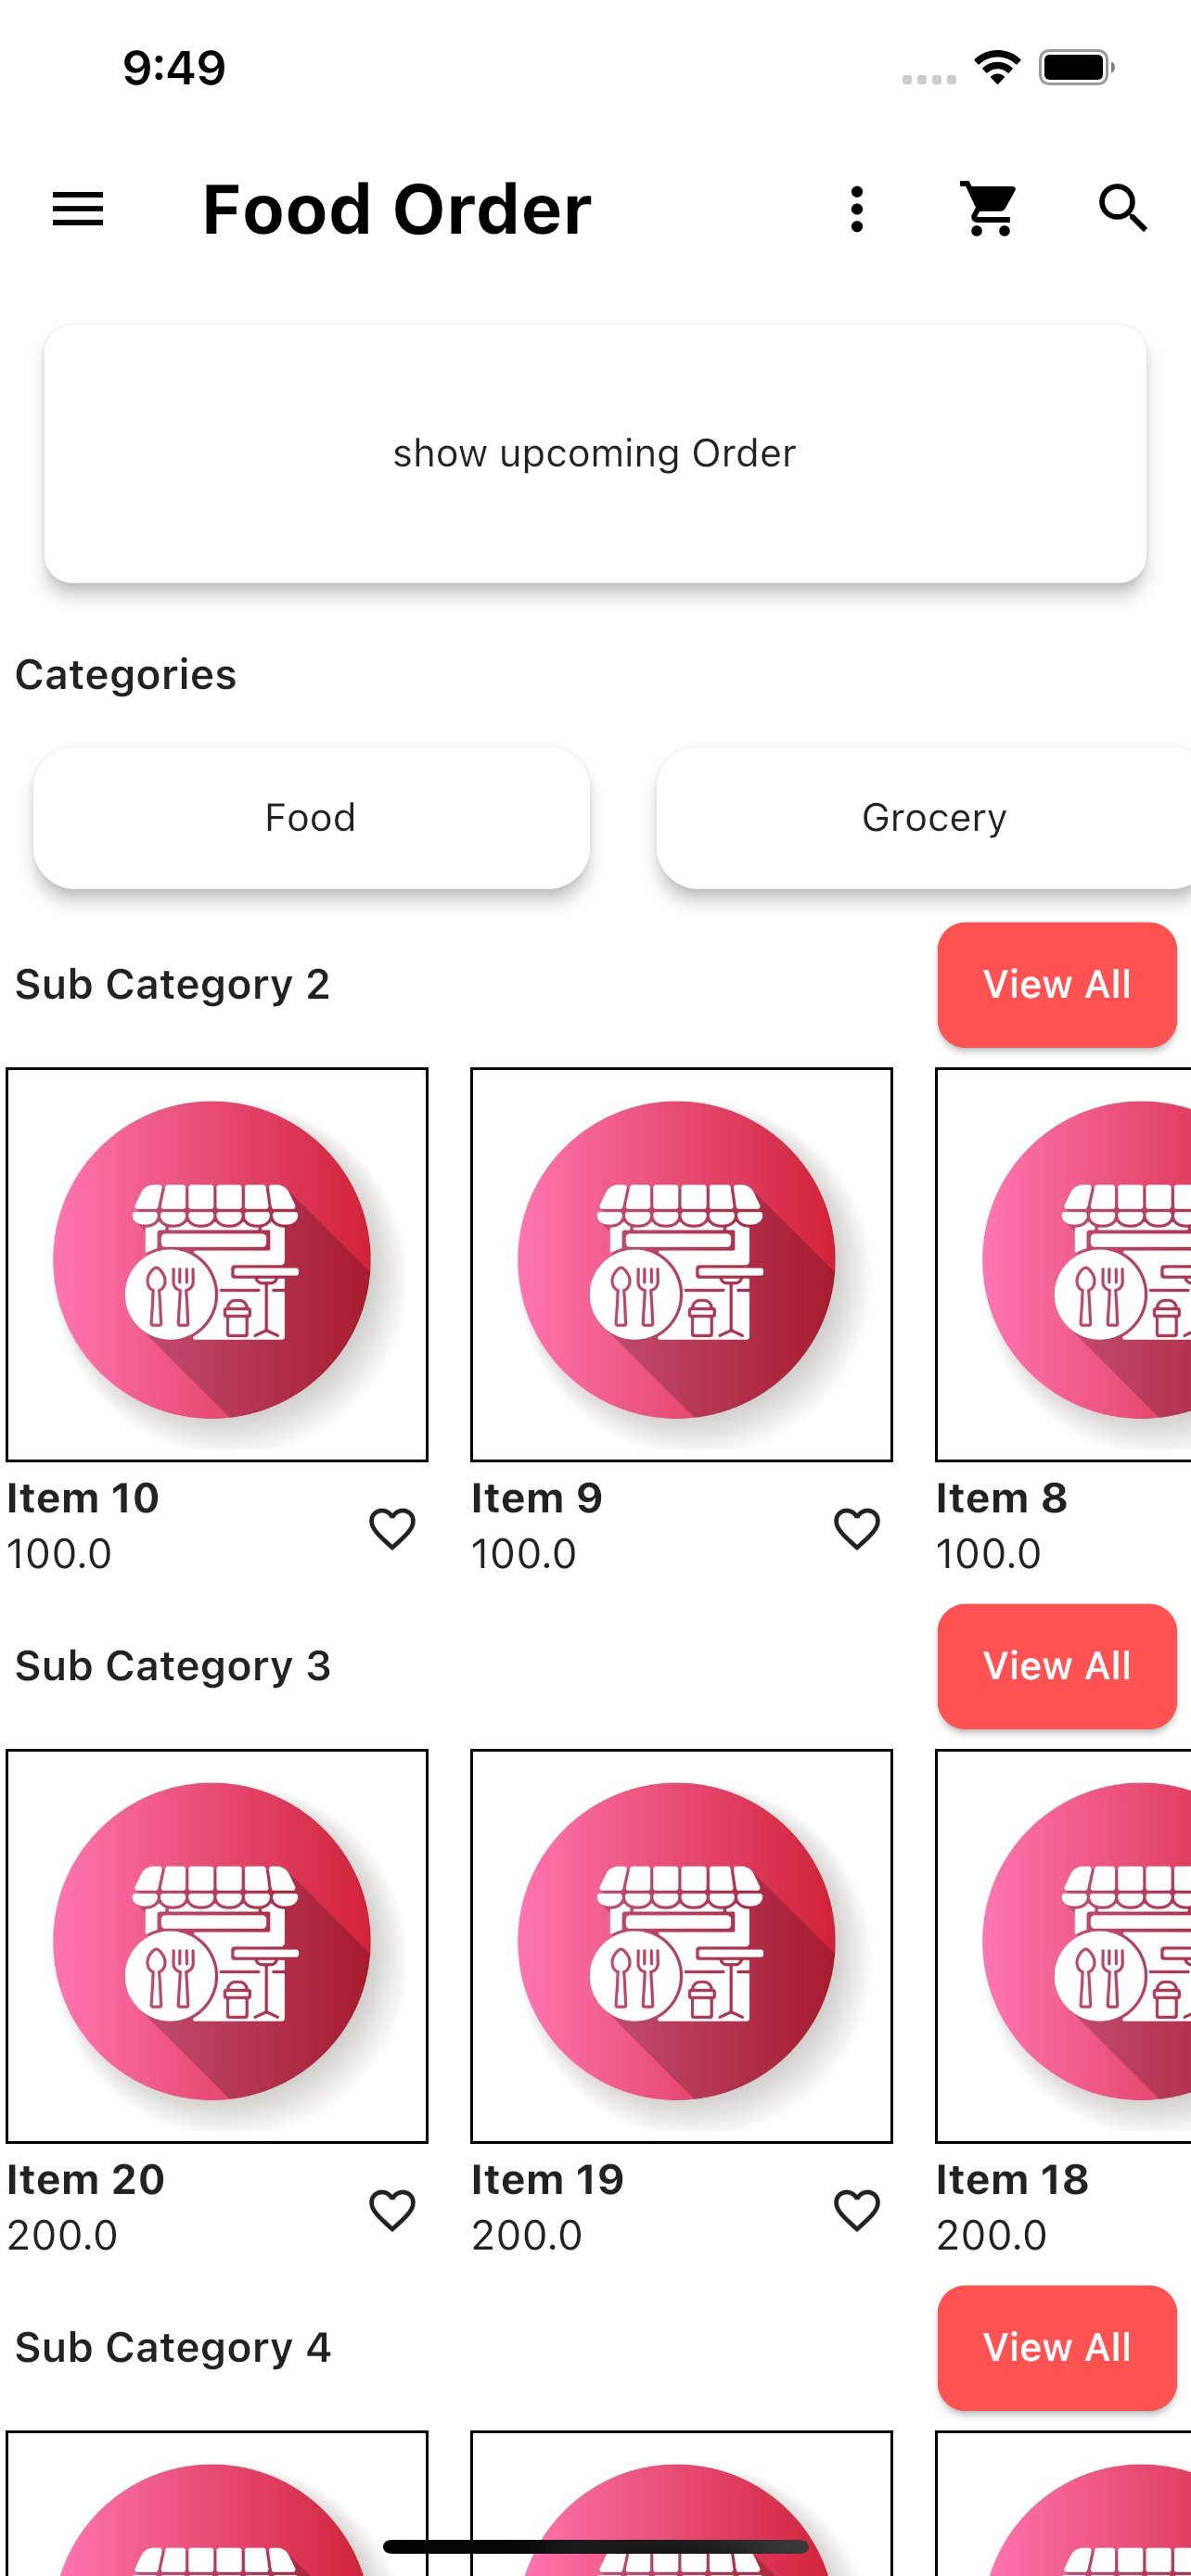 9:49
Food Order
show upcoming Order
Categories
Food Grocery
Sub Category 2 View All
Item 10 Item 9 Item 8
100.0 100.0 100.0
Sub Category 3 View All
Item 20 Item 19 Item 18
200.0 200.0 200.0
Sub Category 4 View All